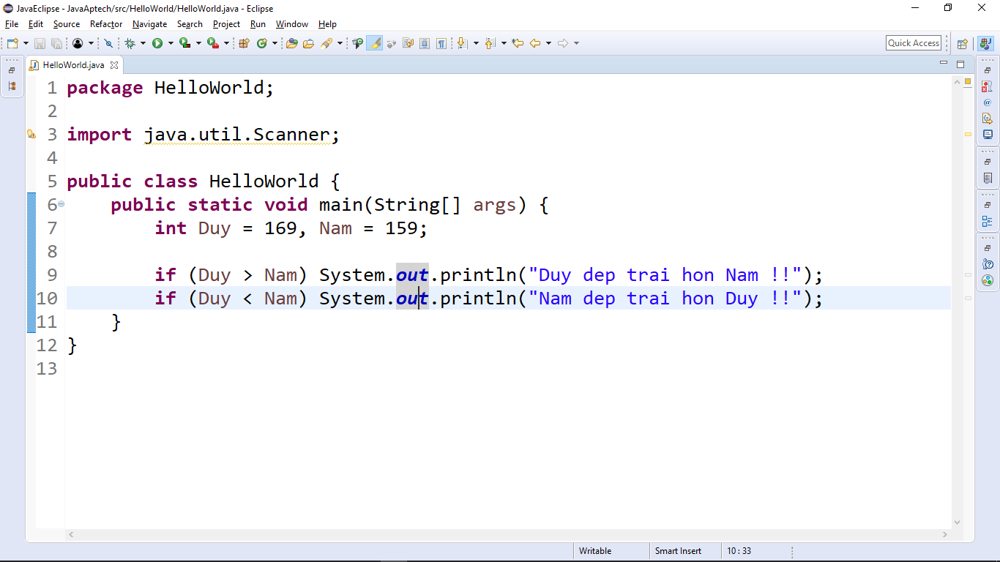 JavaEclipse - JavaAptech/src/HelloWorld/HelloWorld.java - Eclipse
File Edit Source Refactor Navigate Search Project Run Window Help
Quick Access
HelloWorld.java
1 package HelloWorld;
2
3 import java.util.Scanner;
4
5 public class HelloWorld {
6 public static void main(String[] args) {
7 int Duy = 169, Nam = 159;
8
9 if (Duy > Nam) System.out.println("Duy dep trai hon Nam !!");
10 if (Duy < Nam) System.out.println("Nam dep trai hon Duy !!");
11 }
12 }
13
Writable Smart Insert 10 : 33